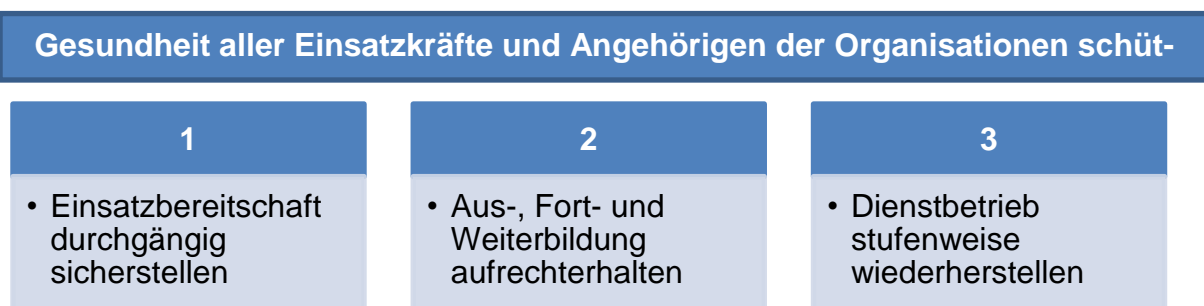 Gesundheit aller Einsatzkräfte und Angehörigen der Organisationen schüt-
1
• Einsatzbereitschaft
durchgängig
sicherstellen
2
• Aus-, Fort- und
Weiterbildung
aufrechterhalten
3
• Dienstbetrieb
stufenweise
wiederherstellen